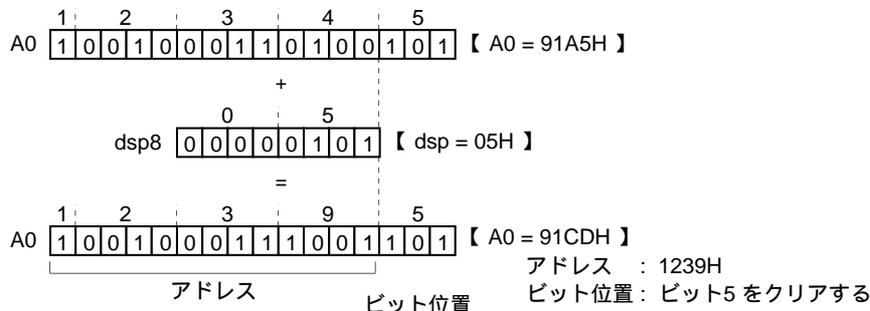 1 2 3 4 5
A0 1 0 0 1 0 0 0 1 1 0 1 0 0 1 0 1 【 A0 = 91A5H 】
+
0 5
dsp8 0 0 0 0 0 1 0 1 【 dsp = 05H 】
=
1 2 3 9 5
A0 1 0 0 1 0 0 0 1 1 1 0 0 1 1 0 1 【 A0 = 91CDH 】
アドレス : 1239H
アドレス
ビット位置
ビット位置 : ビット5 をクリアする